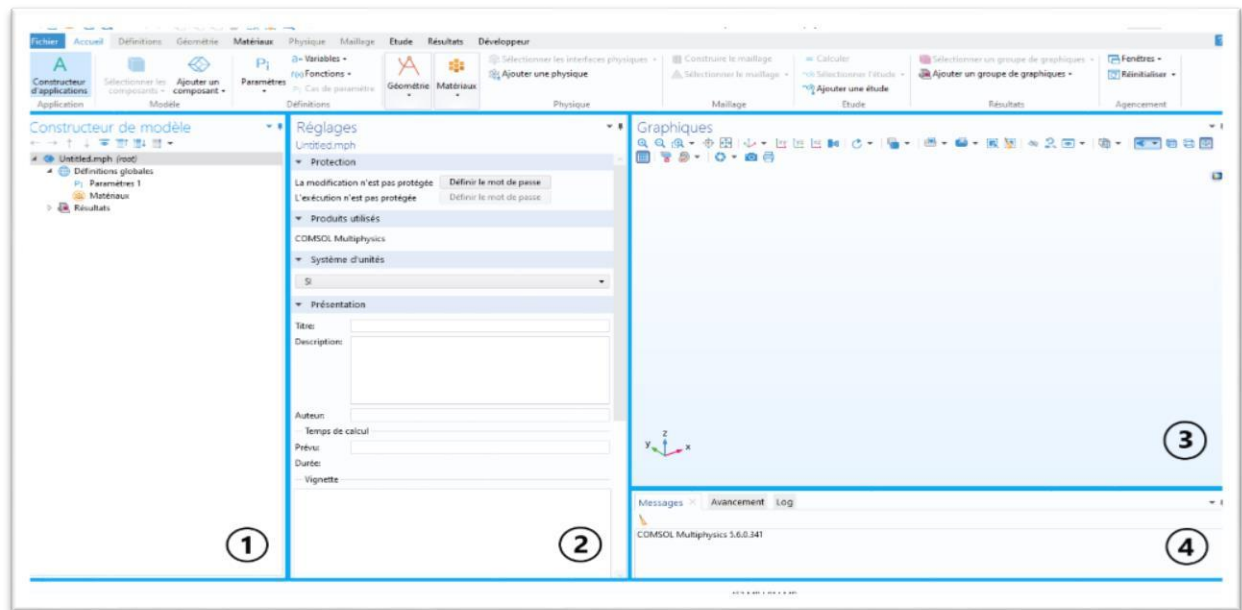 Fichier Accueil Définitions Géométrie Matériaux Physique Maillage Etude Résultats Développeur
A Constructeur d'applications
Sélectionner les composants
Ajouter un composant
Pi Paramètres
a= Variables
f(x) Fonctions
Pi Cas de paramètre
Géométrie
Matériaux
Sélectionner les interfaces physiques
Ajouter une physique
Construire le maillage
Sélectionner le maillage
= Calculer
Sélectionner l'étude
Ajouter une étude
Sélectionner un groupe de graphiques
Ajouter un groupe de graphiques
Fenêtres
Réinitialiser
Application Modèle Définitions Physique Maillage Etude Résultats Agencement
Constructeur de modèle
Untitled.mph (root)
Définitions globales
Pi Paramètres 1
Matériaux
Résultats
1
Réglages
Untitled.mph
Protection
La modification n'est pas protégée Définir le mot de passe
L'exécution n'est pas protégée Définir le mot de passe
Produits utilisés
COMSOL Multiphysics
Système d'unités
SI
Présentation
Titre:
Description:
Auteur:
Temps de calcul
Prévu:
Durée:
Vignette
2
Graphiques
z
y x
3
Messages Avancement Log
COMSOL Multiphysics 5.6.0.341
4